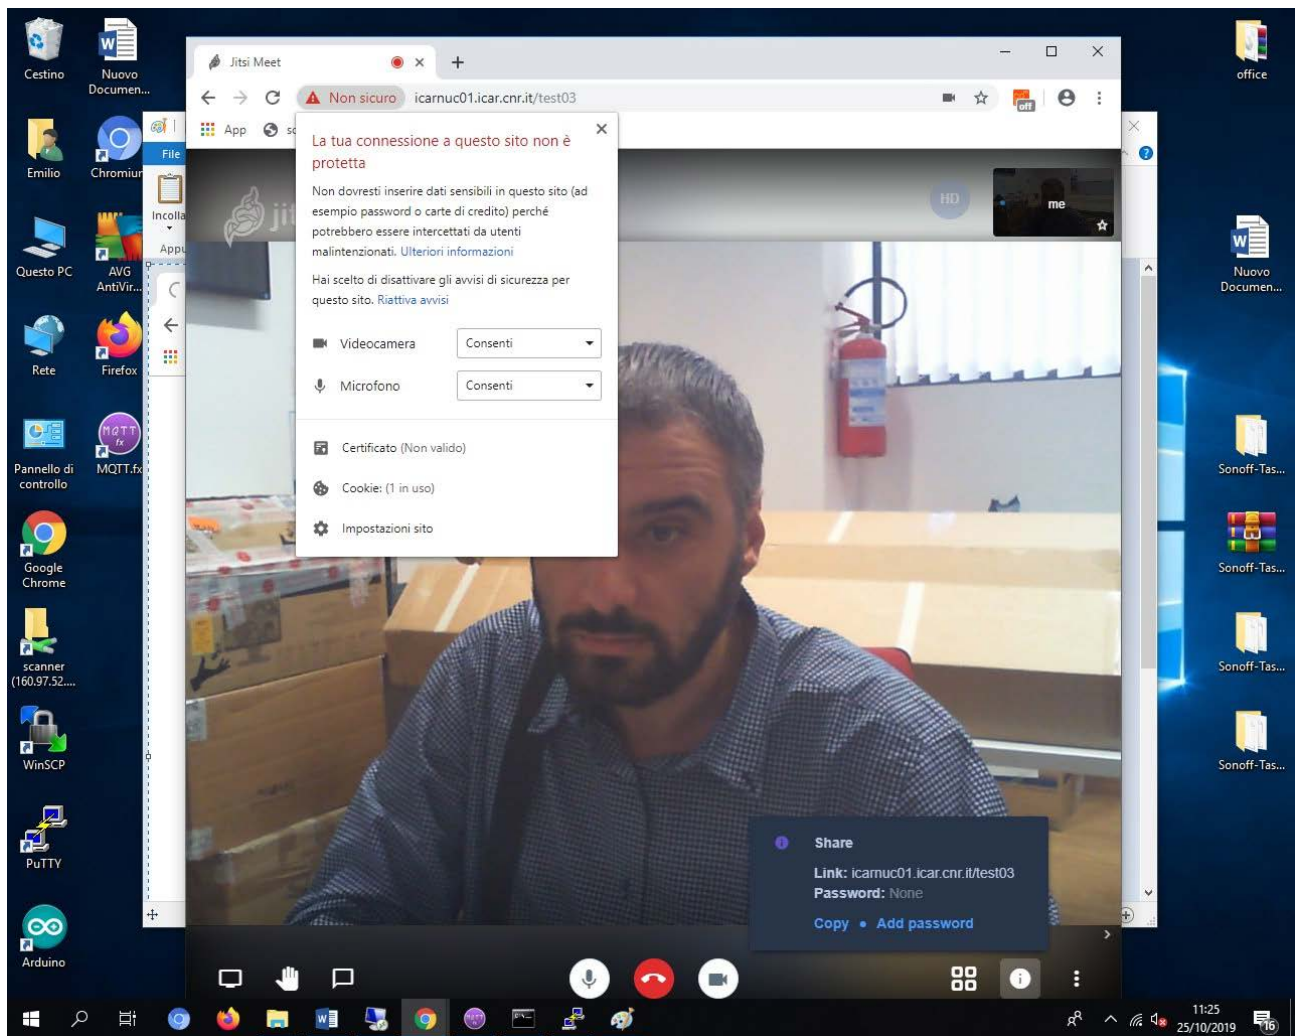 Cestino
Nuovo
Documen...
Emilio
Chromiun
Questo PC
AVG
AntiVir...
Rete
Firefox
Pannello di
controllo
MQTT.fx
Google
Chrome
scanner
(160.97.52....
WinSCP
PuTTY
Arduino
File
Incolla
Appu
Jitsi Meet
Non sicuro
icarnuc01.icar.cnr.it/test03
off
App
La tua connessione a questo sito non è
protetta
Non dovresti inserire dati sensibili in questo sito (ad
esempio password o carte di credito) perché
potrebbero essere intercettati da utenti
malintenzionati. Ulteriori informazioni
Hai scelto di disattivare gli avvisi di sicurezza per
questo sito. Riattiva avvisi
Videocamera
Consenti
Microfono
Consenti
Certificato (Non valido)
Cookie: (1 in uso)
Impostazioni sito
jit
HD
me
Share
Link: icarnuc01.icar.cnr.it/test03
Password: None
Copy • Add password
office
Nuovo
Documen...
Sonoff-Tas...
Sonoff-Tas...
Sonoff-Tas...
Sonoff-Tas...
11:25
25/10/2019
16